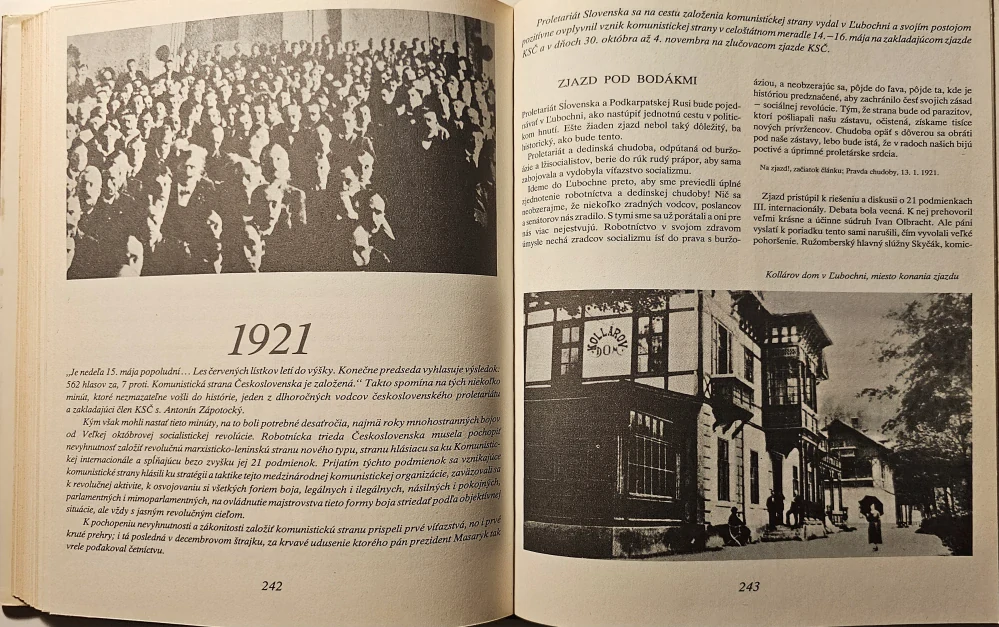 1921
„Je nedeľa 15. mája popoludní… Les červených lístkov letí do výšky. Konečne predseda vyhlasuje výsledok:
562 hlasov za, 7 proti. Komunistická strana Československa je založená.“ Takto spomína na tých niekoľko
minút, ktoré nezmazateľne vošli do histórie, jeden z dlhoročných vodcov československého proletariátu
a zakladajúci člen KSČ s. Antonín Zápotocký.
Kým však mohli nastať tieto minúty, na to boli potrebné desaťročia, najmä roky mnohostranných bojov
od Veľkej októbrovej socialistickej revolúcie. Robotnícka trieda Československa musela pochopiť
nevyhnutnosť založiť revolučnú marxisticko-leninskú stranu nového typu, stranu hlásiacu sa ku Komunistic-
kej internacionále a spĺňajúcu bezo zvyšku jej 21 podmienok. Prijatím týchto podmienok sa vznikajúce
komunistické strany hlásili ku stratégii a taktike tejto medzinárodnej komunistickej organizácie, zaväzovali sa
k revolučnej aktivite, k osvojovaniu si všetkých foriem boja, legálnych i ilegálnych, násilných i pokojných,
parlamentných i mimoparlamentných, na ovládnutie majstrovstva tieto formy boja striedať podľa objektívnej
situácie, ale vždy s jasným revolučným cieľom.
K pochopeniu nevyhnutnosti a zákonitosti založiť komunistickú stranu prispeli prvé víťazstvá, no i prvé
kruté prehry; i tá posledná v decembrovom štrajku, za krvavé udusenie ktorého pán prezident Masaryk tak
vrele poďakoval četníctvu.
242
Proletariát Slovenska sa na cestu založenia komunistickej strany vydal v Ľubochni a svojím postojom
pozitívne ovplyvnil vznik komunistickej strany v celoštátnom meradle 14.–16. mája na zakladajúcom zjazde
KSČ a v dňoch 30. októbra až 4. novembra na zlučovacom zjazde KSČ.
ZJAZD POD BODÁKMI
Proletariát Slovenska a Podkarpatskej Rusi bude pojed-
návať v Ľubochni, ako nastúpiť jednotnú cestu v politic-
kom hnutí. Ešte žiaden zjazd nebol taký dôležitý, ba
historický, ako bude tento.
Proletariát a dedinská chudoba, odpútaná od buržo-
ázie a lžisocialistov, berie do rúk rudý prápor, aby sama
zabojovala a vydobyla víťazstvo socializmu.
Ideme do Ľubochne preto, aby sme previedli úplné
zjednotenie robotníctva a dedinskej chudoby! Nič sa
neobzerajme, že niekoľko zradných vodcov, poslancov
a senátorov nás zradilo. S tými sme sa už porátali a oni pre
nás viac nejestvujú. Robotníctvo v svojom zdravom
úmysle nechá zradcov socializmu ísť do prava s buržo-
áziou, a neobzerajúc sa, pôjde do ľava, pôjde ta, kde je
históriou predznačené, aby zachránilo česť svojich zásad
– sociálnej revolúcie. Tým, že strana bude od parazitov,
ktorí pošliapali našu zástavu, očistená, získame tisíce
nových prívržencov. Chudoba opäť s dôverou sa obráti
pod naše zástavy, lebo bude istá, že v radoch našich bijú
poctivé a úprimné proletárske srdcia.
Na zjazd!, začiatok článku; Pravda chudoby, 13. 1. 1921.
Zjazd pristúpil k riešeniu a diskusii o 21 podmienkach
III. internacionály. Debata bola vecná. K nej prehovoril
veľmi krásne a účinne súdruh Ivan Olbracht. Ale páni
vyslatí k poriadku tento sami narušili, čím vyvolali veľké
pohoršenie. Ružomberský hlavný slúžny Skyčák, komic-
Kollárov dom v Ľubochni, miesto konania zjazdu
KOLLÁROV
DOM
243